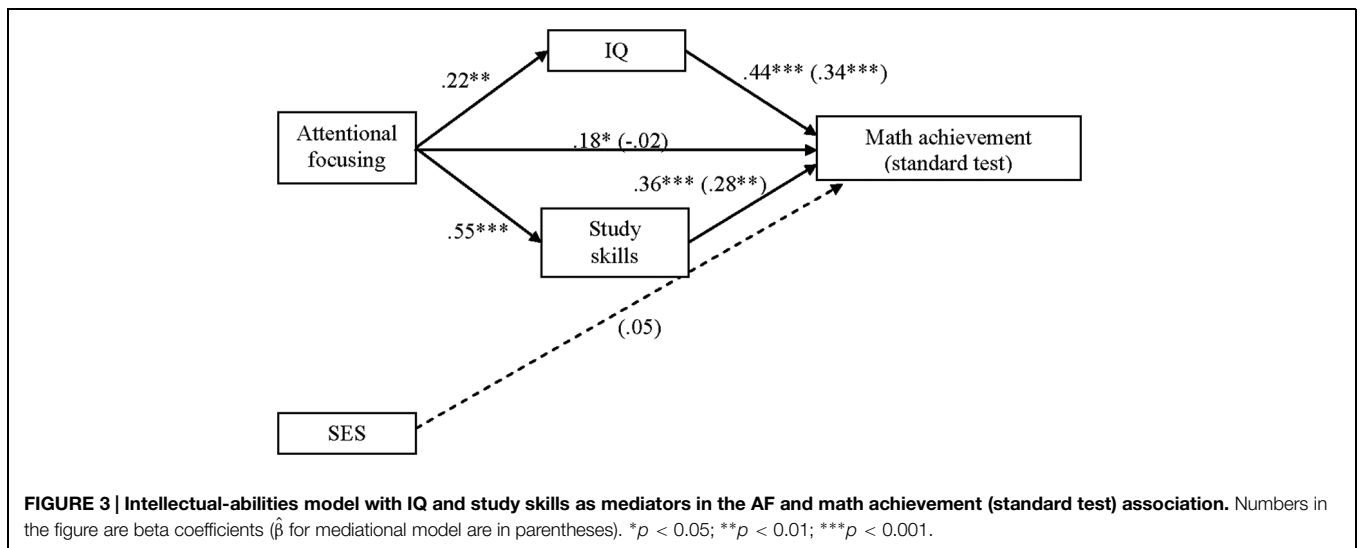 IQ
.22**
.44*** (.34***)
Attentional
focusing
.18* (-.02)
Math achievement
(standard test)
.36*** (.28**)
.55***
Study
skills
(.05)
SES
FIGURE 3 | Intellectual-abilities model with IQ and study skills as mediators in the AF and math achievement (standard test) association. Numbers in
the figure are beta coefficients (β̂ for mediational model are in parentheses). *p < 0.05; **p < 0.01; ***p < 0.001.